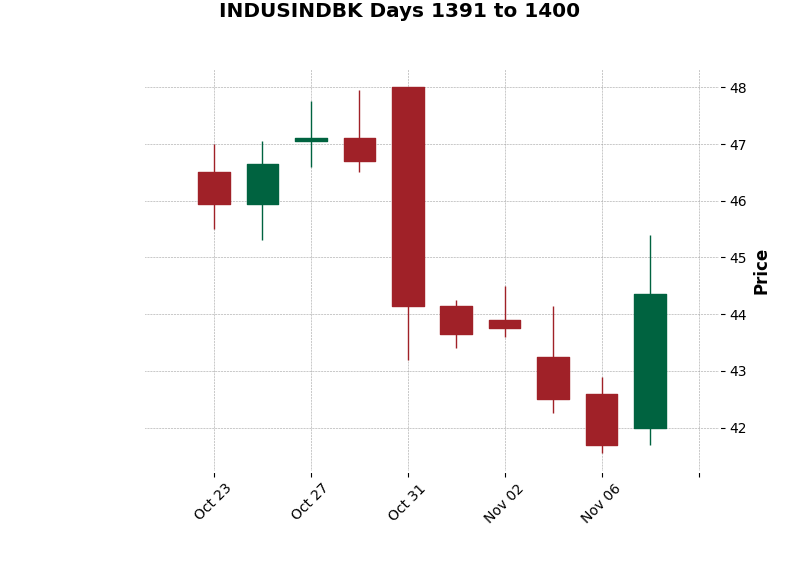 INDUSINDBK Days 1391 to 1400
48
47
46
45
44
43
42
Price
Oct 23
Oct 27
Oct 31
Nov 02
Nov 06